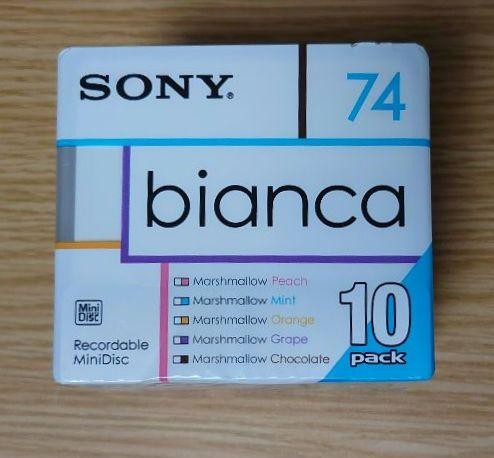 SONY®
74
bianca
Marshmallow Peach
Marshmallow Mint
Marshmallow Orange
Marshmallow Grape
Marshmallow Chocolate
Mini
Disc
Recordable
MiniDisc
10
pack